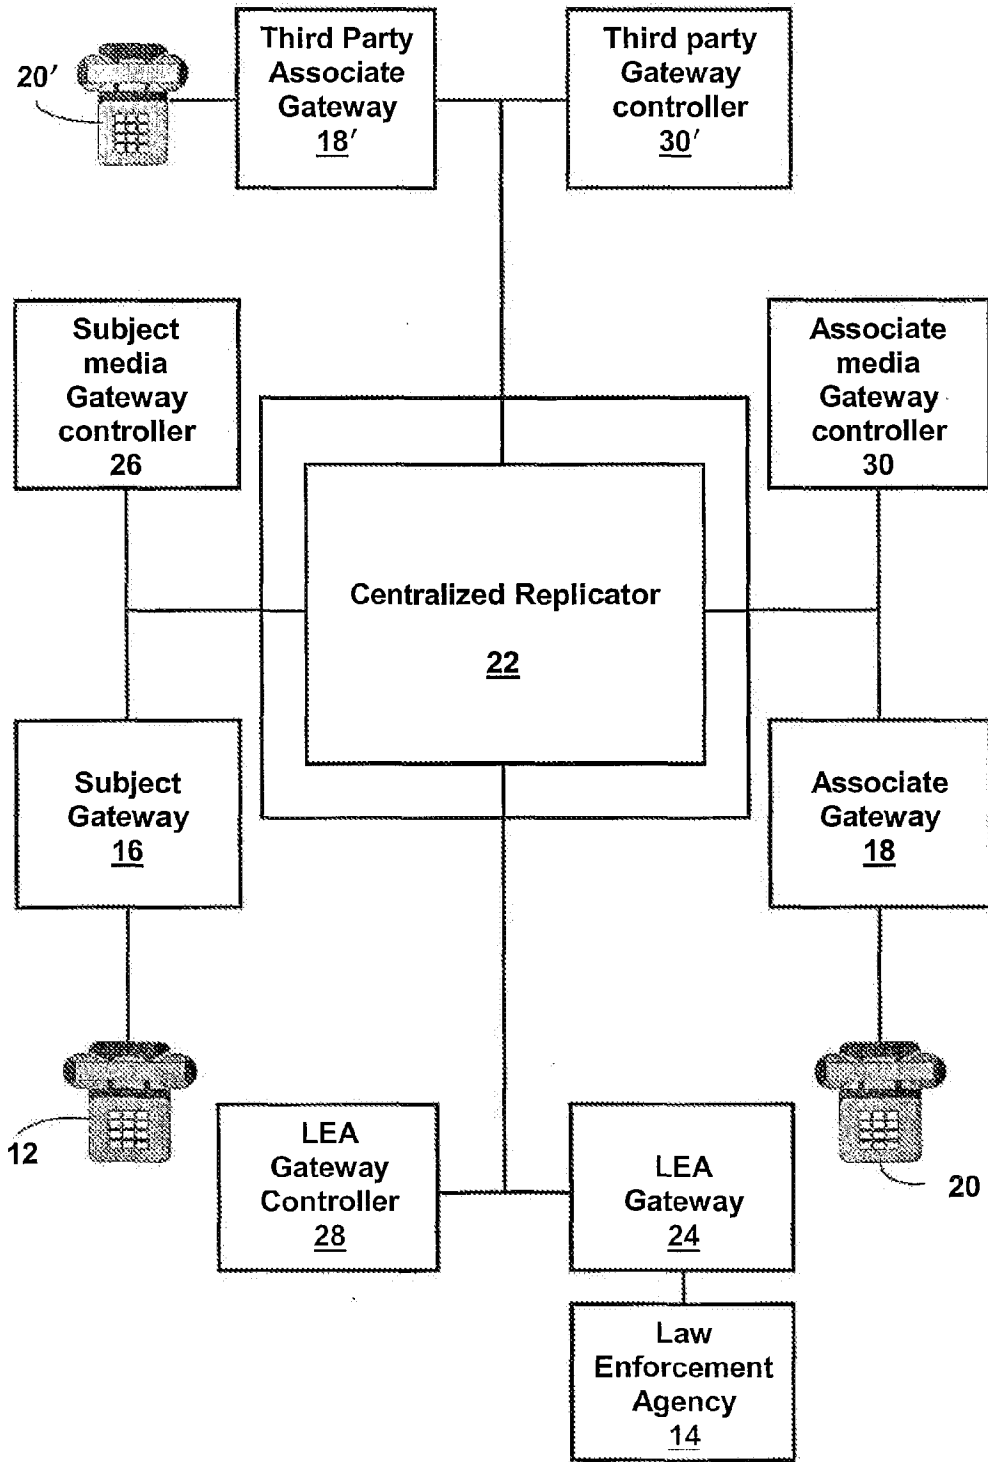 20′
Third Party
Associate
Gateway
18′
Third party
Gateway
controller
30′
Subject
media
Gateway
controller
26
Associate
media
Gateway
controller
30
Centralized Replicator
22
Subject
Gateway
16
Associate
Gateway
18
12
LEA
Gateway
Controller
28
LEA
Gateway
24
20
Law
Enforcement
Agency
14